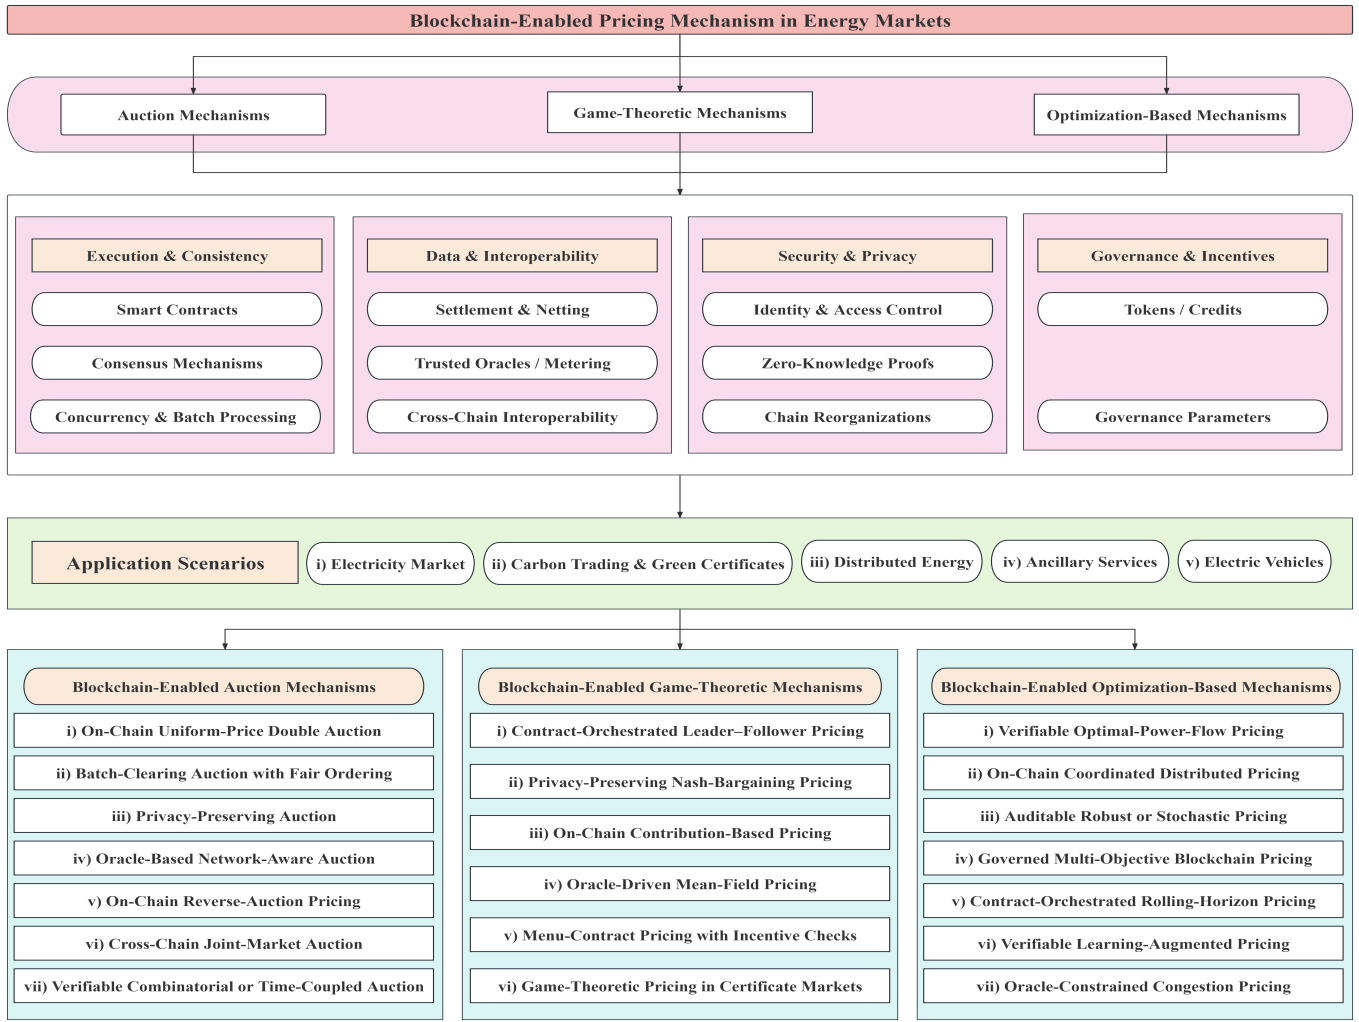 Blockchain-Enabled Pricing Mechanism in Energy Markets
Auction Mechanisms
Game-Theoretic Mechanisms
Optimization-Based Mechanisms
Execution & Consistency
Smart Contracts
Consensus Mechanisms
Concurrency & Batch Processing
Data & Interoperability
Settlement & Netting
Trusted Oracles / Metering
Cross-Chain Interoperability
Security & Privacy
Identity & Access Control
Zero-Knowledge Proofs
Chain Reorganizations
Governance & Incentives
Tokens / Credits
Governance Parameters
Application Scenarios
i) Electricity Market
ii) Carbon Trading & Green Certificates
iii) Distributed Energy
iv) Ancillary Services
v) Electric Vehicles
Blockchain-Enabled Auction Mechanisms
i) On-Chain Uniform-Price Double Auction
ii) Batch-Clearing Auction with Fair Ordering
iii) Privacy-Preserving Auction
iv) Oracle-Based Network-Aware Auction
v) On-Chain Reverse-Auction Pricing
vi) Cross-Chain Joint-Market Auction
vii) Verifiable Combinatorial or Time-Coupled Auction
Blockchain-Enabled Game-Theoretic Mechanisms
i) Contract-Orchestrated Leader–Follower Pricing
ii) Privacy-Preserving Nash-Bargaining Pricing
iii) On-Chain Contribution-Based Pricing
iv) Oracle-Driven Mean-Field Pricing
v) Menu-Contract Pricing with Incentive Checks
vi) Game-Theoretic Pricing in Certificate Markets
Blockchain-Enabled Optimization-Based Mechanisms
i) Verifiable Optimal-Power-Flow Pricing
ii) On-Chain Coordinated Distributed Pricing
iii) Auditable Robust or Stochastic Pricing
iv) Governed Multi-Objective Blockchain Pricing
v) Contract-Orchestrated Rolling-Horizon Pricing
vi) Verifiable Learning-Augmented Pricing
vii) Oracle-Constrained Congestion Pricing